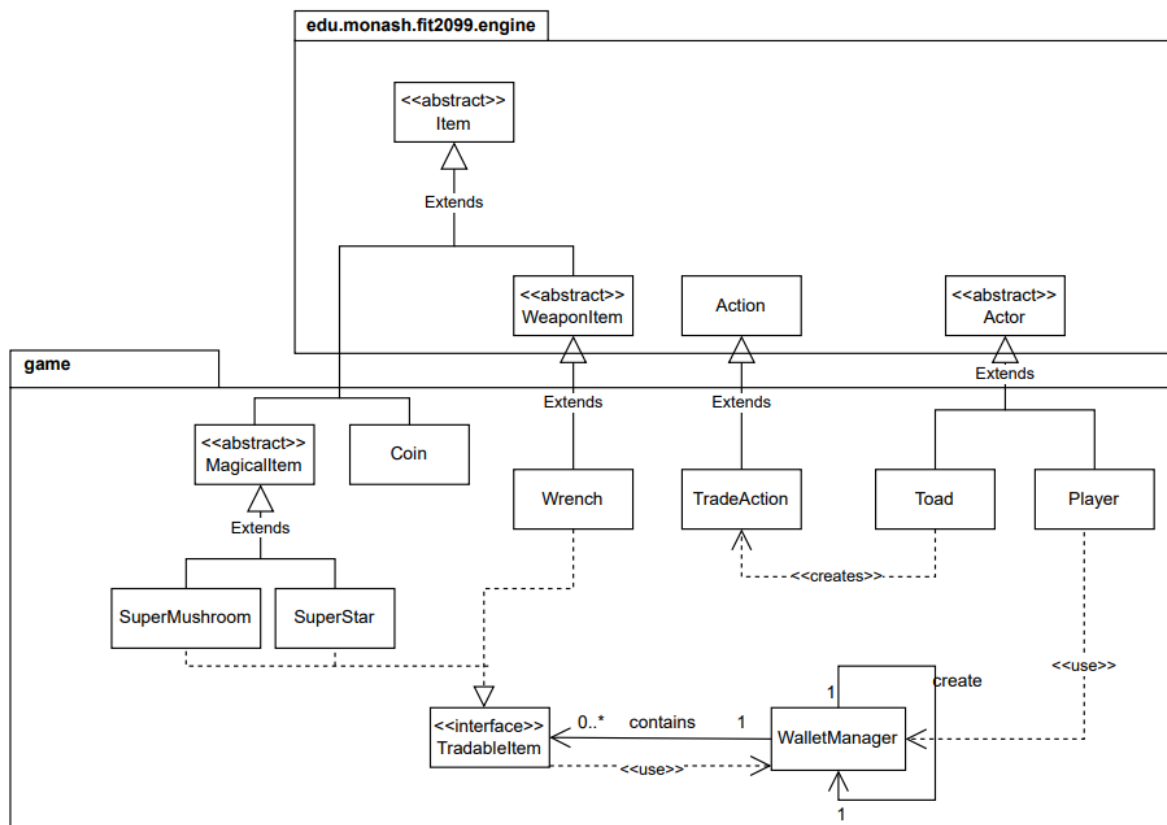 edu.monash.fit2099.engine
<<abstract>>
Item
Extends
<<abstract>>
WeaponItem
Action
<<abstract>>
Actor
game
Extends
Extends
Extends
<<abstract>>
MagicalItem
Coin
Wrench
TradeAction
Toad
Player
Extends
<<creates>>
SuperMushroom
SuperStar
<<use>>
create
1
<<interface>>
TradableItem
0..* contains 1
WalletManager
<<use>>
1